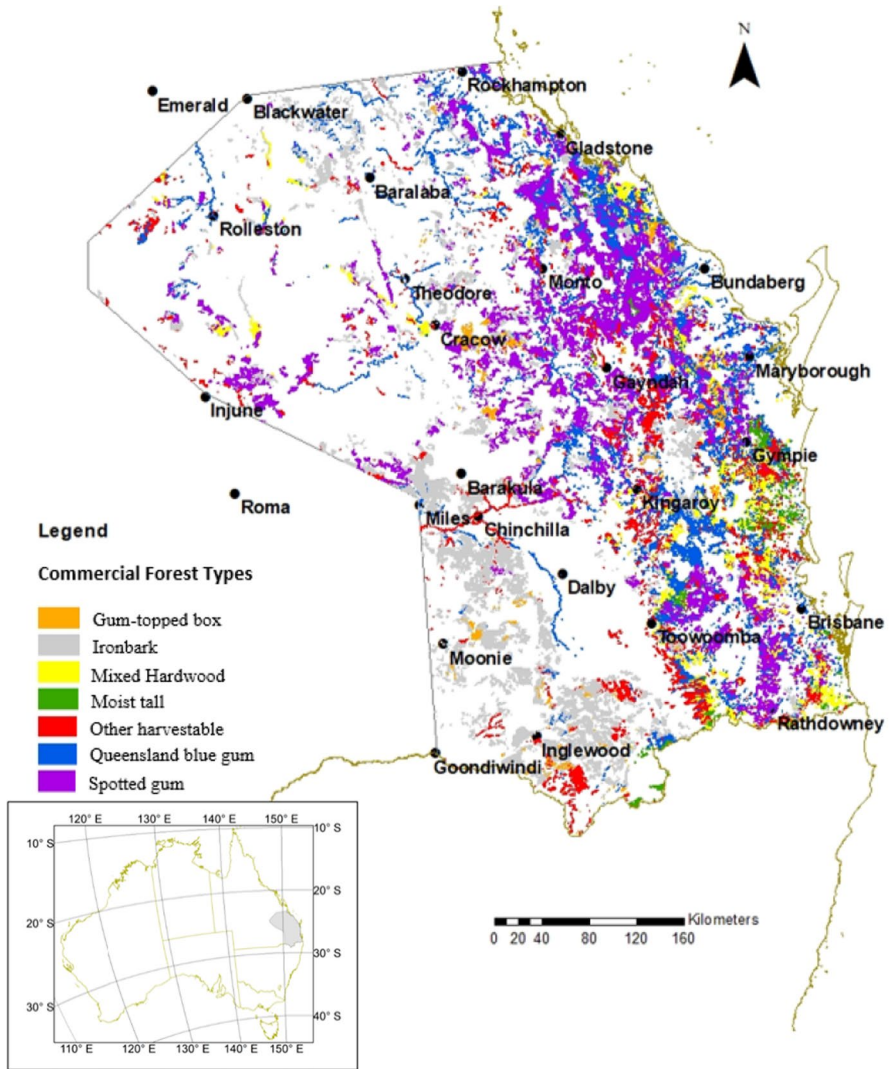 N
Rockhampton
Emerald
Blackwater
Gladstone
Baralaba
Rolleston
Monto
Bundaberg
Theodore
Cracow
Maryborough
Gayndah
Injune
Gympie
Barakula
Kingaroy
Roma
Miles
Chinchilla
Legend
Dalby
Commercial Forest Types
Brisbane
Gum-topped box
Toowoomba
Ironbark
Moonie
Mixed Hardwood
Moist tall
Other harvestable
Rathdowney
Queensland blue gum
Inglewood
Spotted gum
Goondiwindi
120° E 130° E 140° E 150° E
10° S 10° S
20° S
20° S
30° S
30° S
40° S
110° E 120° E 130° E 140° E 150° E
Kilometers
0 20 40 80 120 160